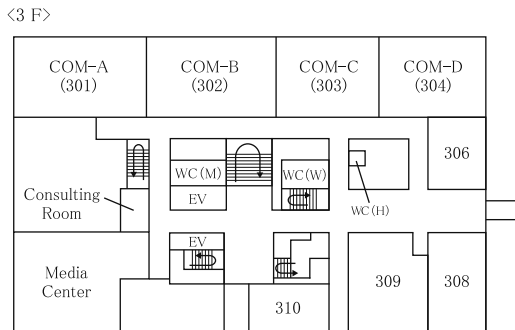 <3 F>
COM-A
(301)
COM-B
(302)
COM-C
(303)
COM-D
(304)
306
WC(M)
WC(W)
EV
WC(H)
Consulting
Room
EV
Media
Center
309
308
310